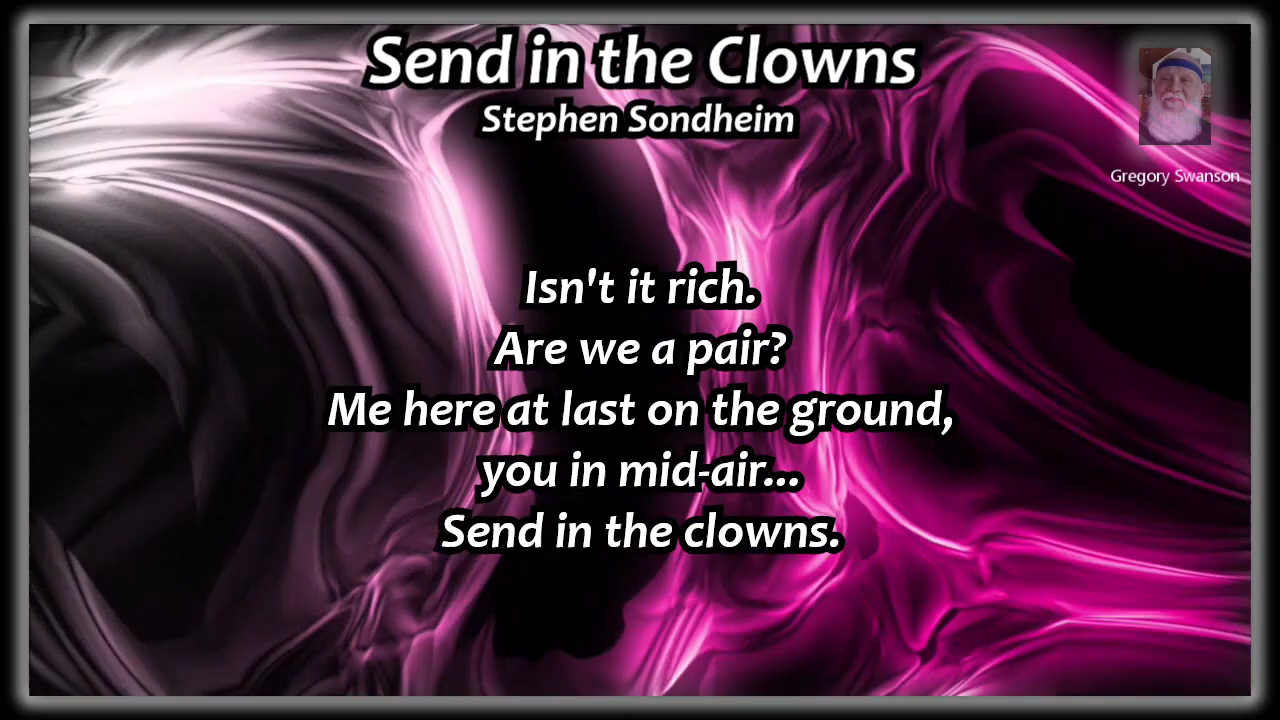 Send in the Clowns
Stephen Sondheim
Gregory Swanson
Isn't it rich.
Are we a pair?
Me here at last on the ground,
you in mid-air...
Send in the clowns.